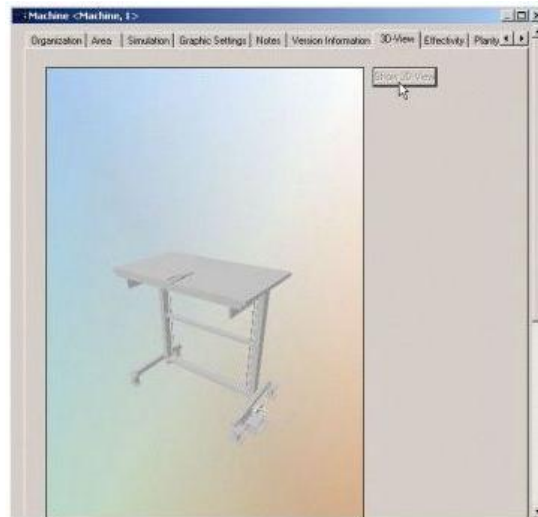 Machine <Machine, 1>
Organization Area Simulation Graphic Settings Notes Version Information 3D-View Effectivity Planty
Show 3D View